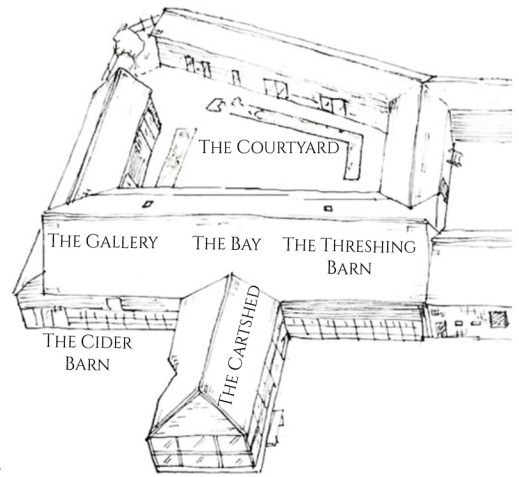 THE COURTYARD
THE GALLERY
THE BAY
THE THRESHING
BARN
THE CARTSHED
THE CIDER
BARN